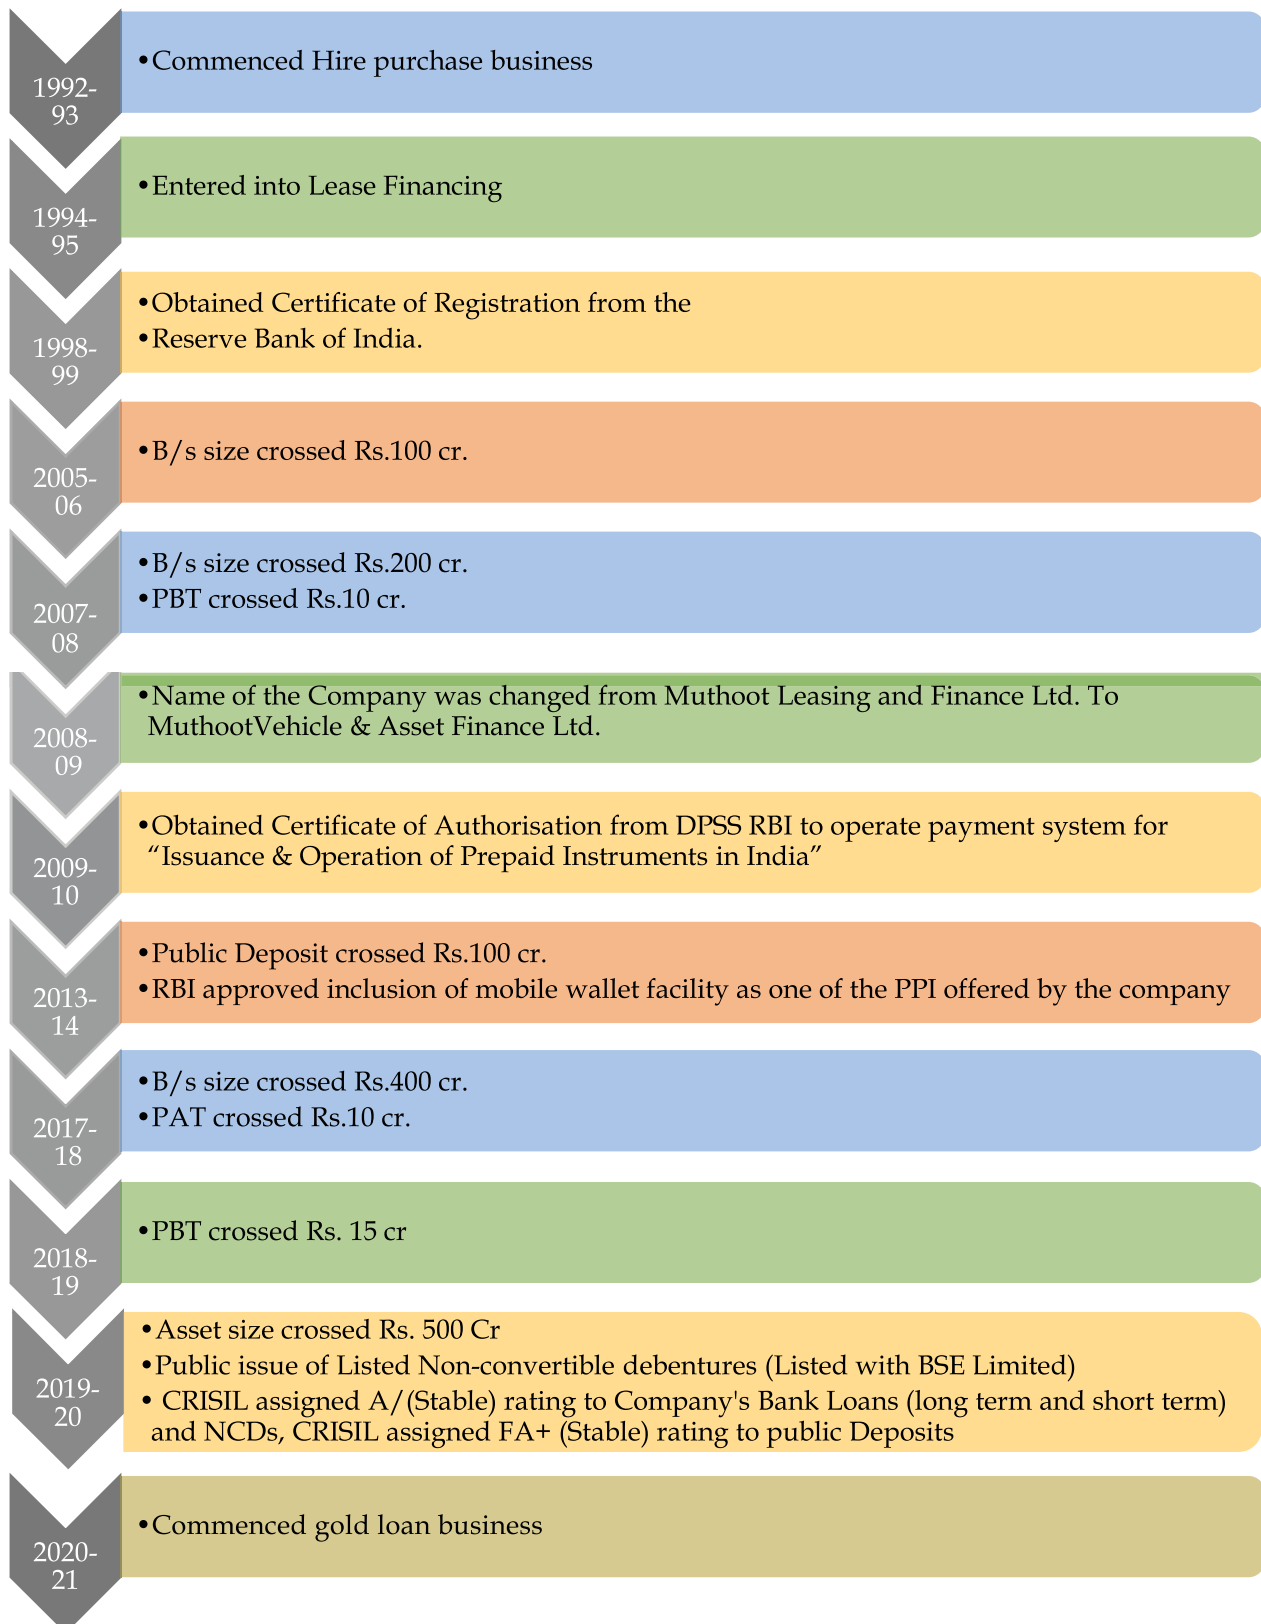 1992-
93
•Commenced Hire purchase business
1994-
95
•Entered into Lease Financing
1998-
99
•Obtained Certificate of Registration from the
•Reserve Bank of India.
2005-
06
•B/s size crossed Rs.100 cr.
2007-
08
•B/s size crossed Rs.200 cr.
•PBT crossed Rs.10 cr.
2008-
09
•Name of the Company was changed from Muthoot Leasing and Finance Ltd. To
MuthootVehicle & Asset Finance Ltd.
2009-
10
•Obtained Certificate of Authorisation from DPSS RBI to operate payment system for
“Issuance & Operation of Prepaid Instruments in India”
2013-
14
•Public Deposit crossed Rs.100 cr.
•RBI approved inclusion of mobile wallet facility as one of the PPI offered by the company
2017-
18
•B/s size crossed Rs.400 cr.
•PAT crossed Rs.10 cr.
2018-
19
•PBT crossed Rs. 15 cr
2019-
20
•Asset size crossed Rs. 500 Cr
•Public issue of Listed Non-convertible debentures (Listed with BSE Limited)
• CRISIL assigned A/(Stable) rating to Company's Bank Loans (long term and short term)
and NCDs, CRISIL assigned FA+ (Stable) rating to public Deposits
2020-
21
•Commenced gold loan business